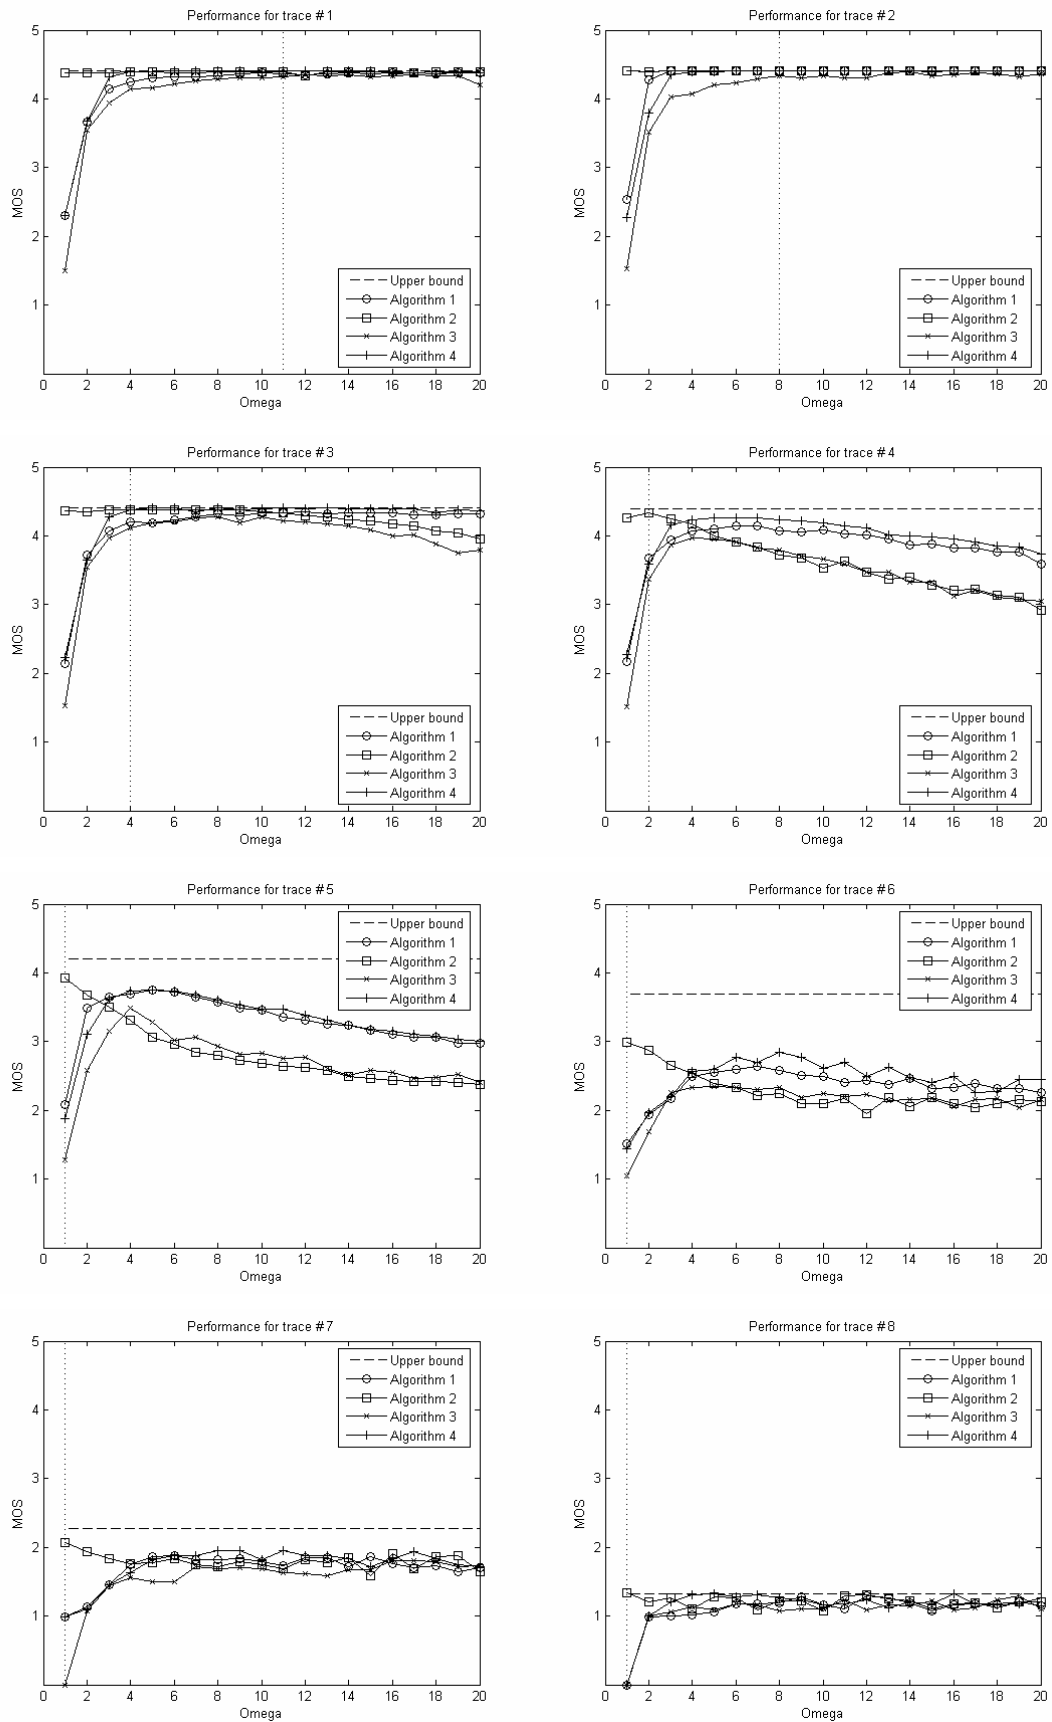 Performance for trace #1
5
4
3
2
1
MOS
Upper bound
Algorithm 1
Algorithm 2
Algorithm 3
Algorithm 4
0 2 4 6 8 10 12 14 16 18 20
Omega
Performance for trace #2
5
4
3
2
1
MOS
Upper bound
Algorithm 1
Algorithm 2
Algorithm 3
Algorithm 4
0 2 4 6 8 10 12 14 16 18 20
Omega
Performance for trace #3
5
4
3
2
1
MOS
Upper bound
Algorithm 1
Algorithm 2
Algorithm 3
Algorithm 4
0 2 4 6 8 10 12 14 16 18 20
Omega
Performance for trace #4
5
4
3
2
1
MOS
Upper bound
Algorithm 1
Algorithm 2
Algorithm 3
Algorithm 4
0 2 4 6 8 10 12 14 16 18 20
Omega
Performance for trace #5
5
4
3
2
1
MOS
Upper bound
Algorithm 1
Algorithm 2
Algorithm 3
Algorithm 4
0 2 4 6 8 10 12 14 16 18 20
Omega
Performance for trace #6
5
4
3
2
1
MOS
Upper bound
Algorithm 1
Algorithm 2
Algorithm 3
Algorithm 4
0 2 4 6 8 10 12 14 16 18 20
Omega
Performance for trace #7
5
4
3
2
1
MOS
Upper bound
Algorithm 1
Algorithm 2
Algorithm 3
Algorithm 4
0 2 4 6 8 10 12 14 16 18 20
Omega
Performance for trace #8
5
4
3
2
1
MOS
Upper bound
Algorithm 1
Algorithm 2
Algorithm 3
Algorithm 4
0 2 4 6 8 10 12 14 16 18 20
Omega